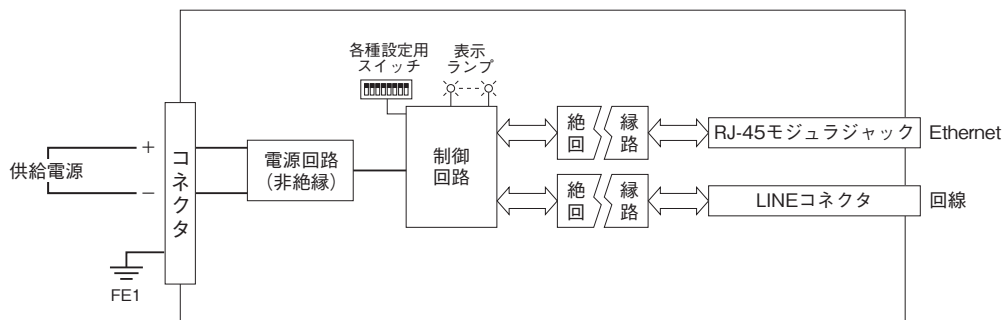 各種設定用
スイッチ
表示
ランプ
絶縁
回路
RJ-45モジュラジャック
Ethernet
供給電源
+
−
コネクタ
電源回路
(非絶縁)
制御
回路
絶縁
回路
LINEコネクタ
回線
FE1